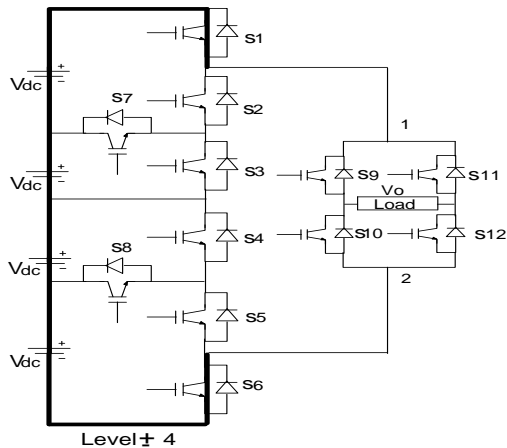 S1
Vdc
S7
S2
1
S3
S9
S11
Vo
Load
Vdc
S4
S10
S12
Vdc
S8
2
S5
Vdc
S6
Level± 4